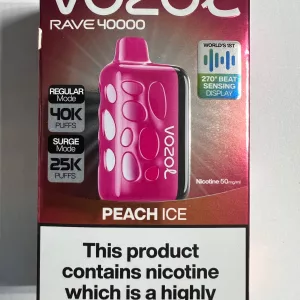 VOZOL
RAVE 40000
WORLD'S 1ST
270° BEAT
SENSING
DISPLAY
REGULAR
Mode
40K
PUFFS
SURGE
Mode
25K
PUFFS
VOZOL
Nicotine 50mg/ml
PEACH ICE
This product
contains nicotine
which is a highly